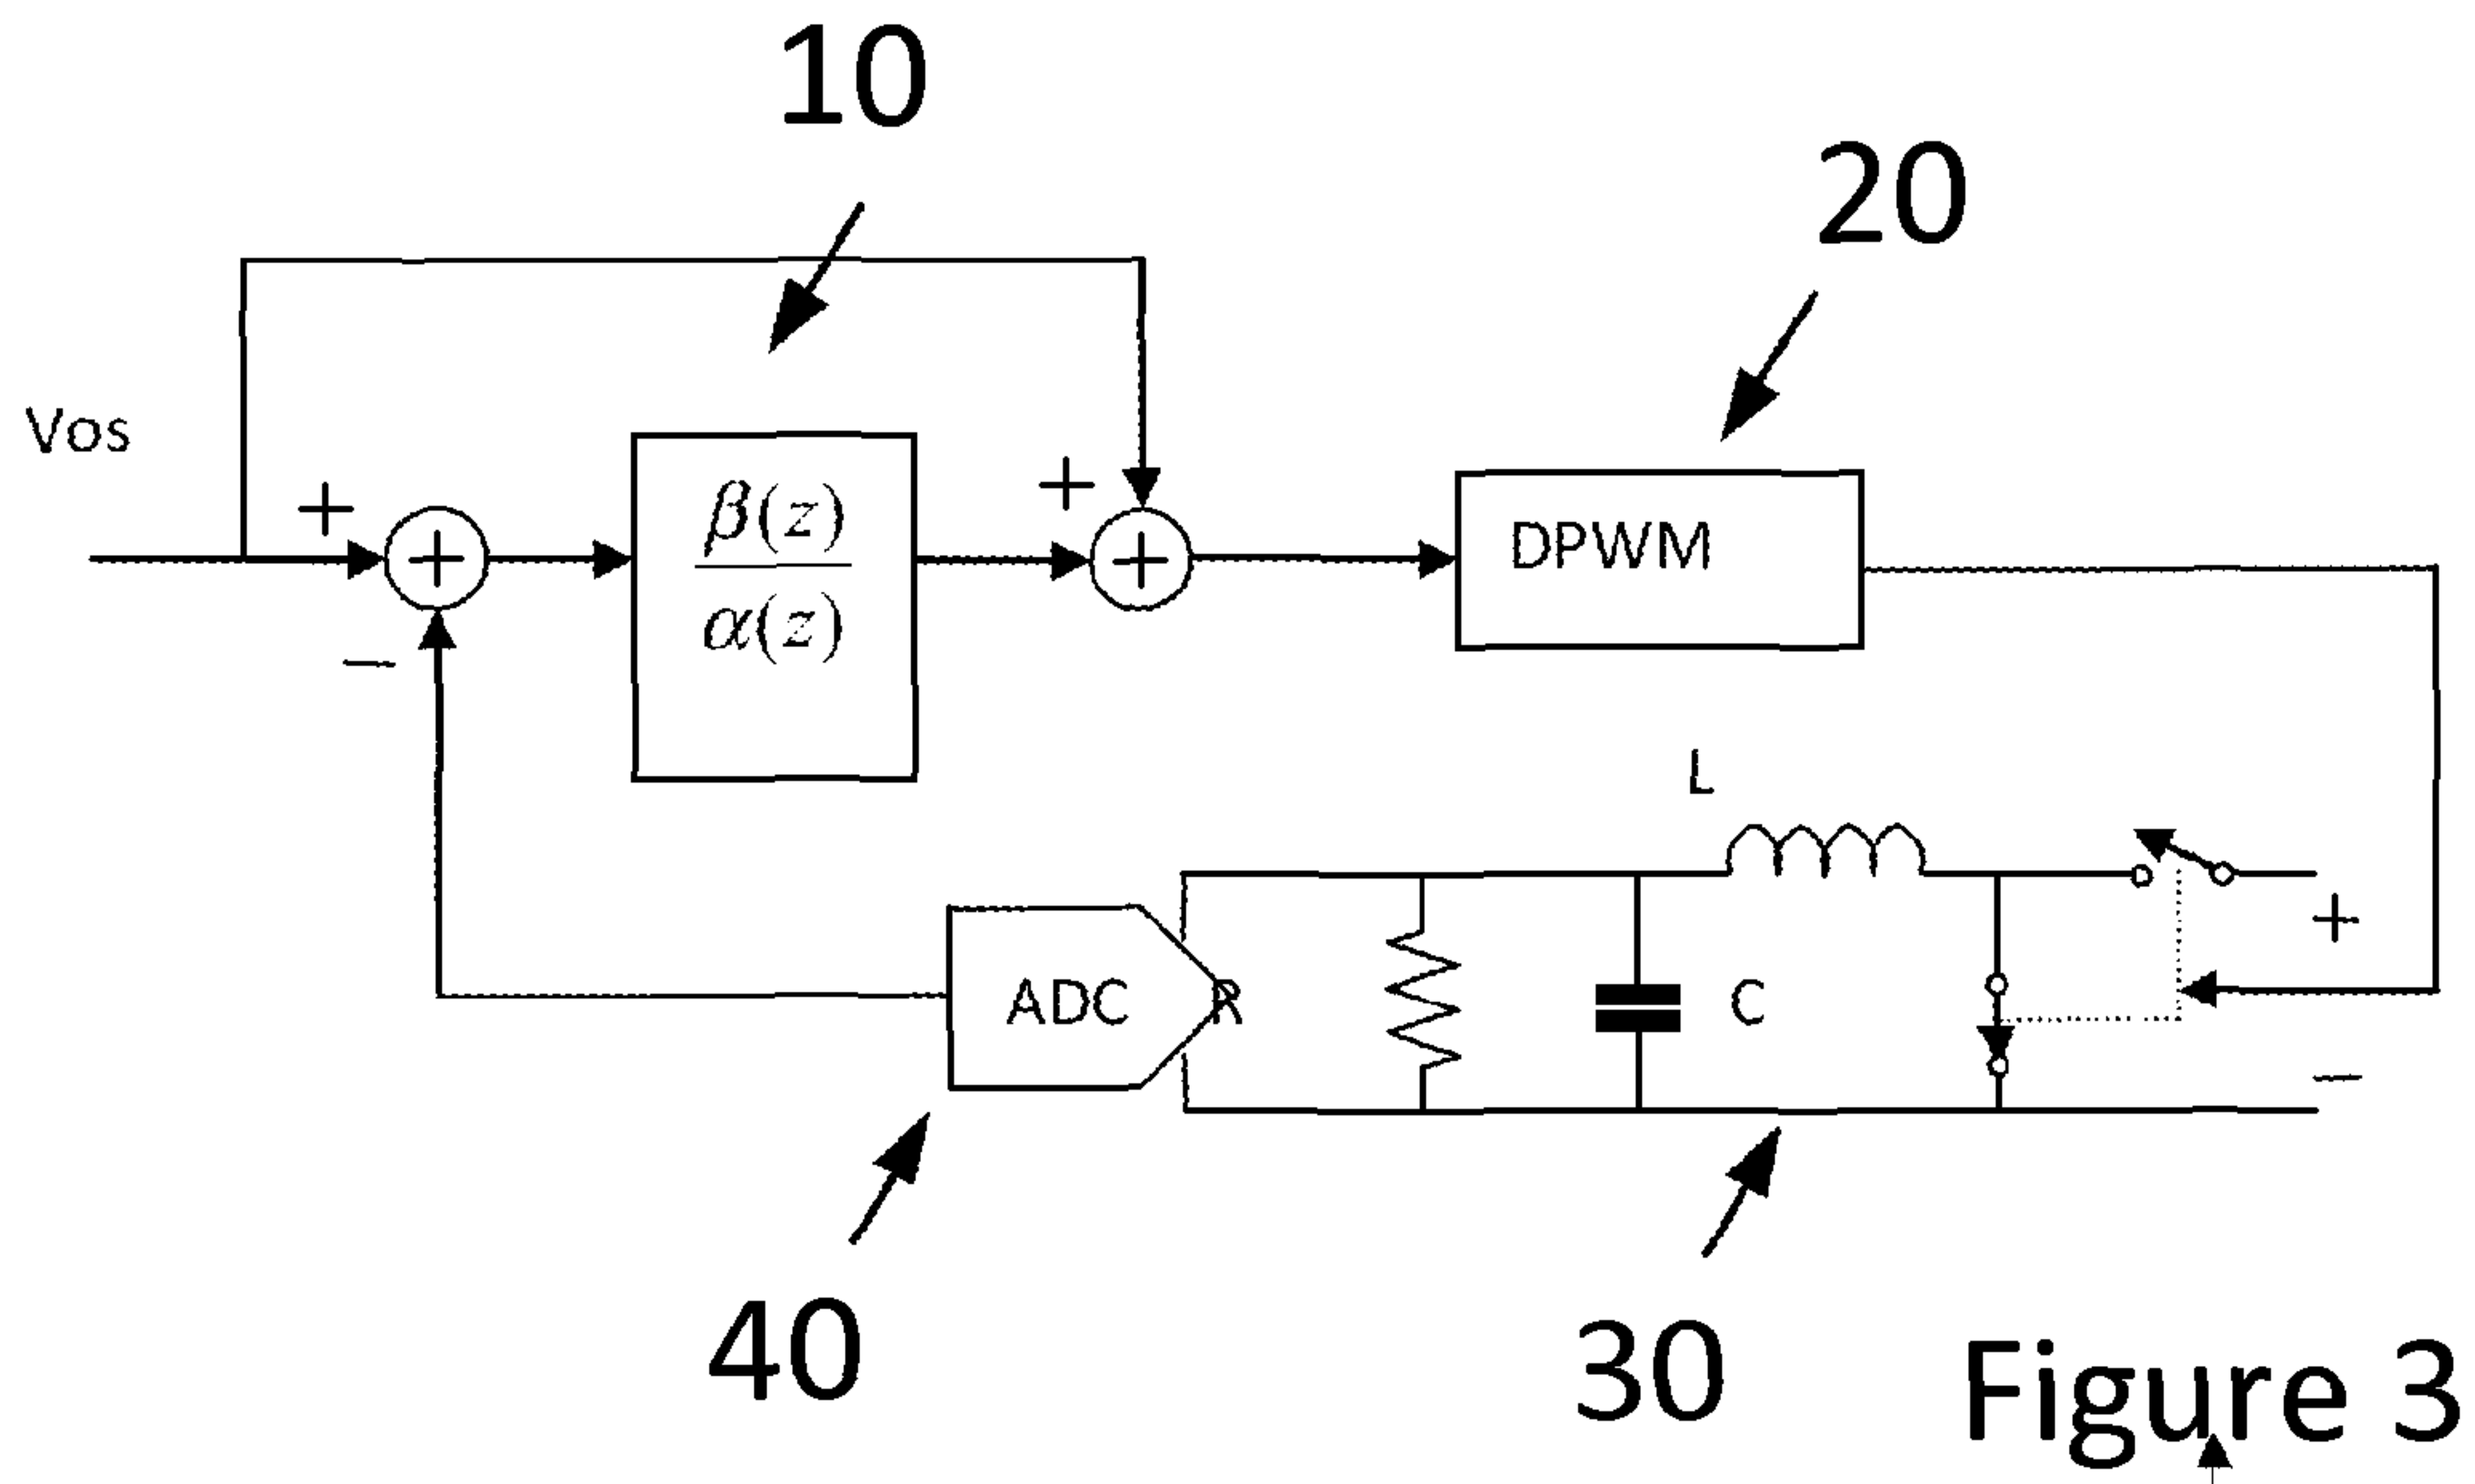 10
20
Vos
+
+
+
+
β(z)
α(z)
DPWM
−
L
+
ADC
R
C
−
40
30
Figure 3